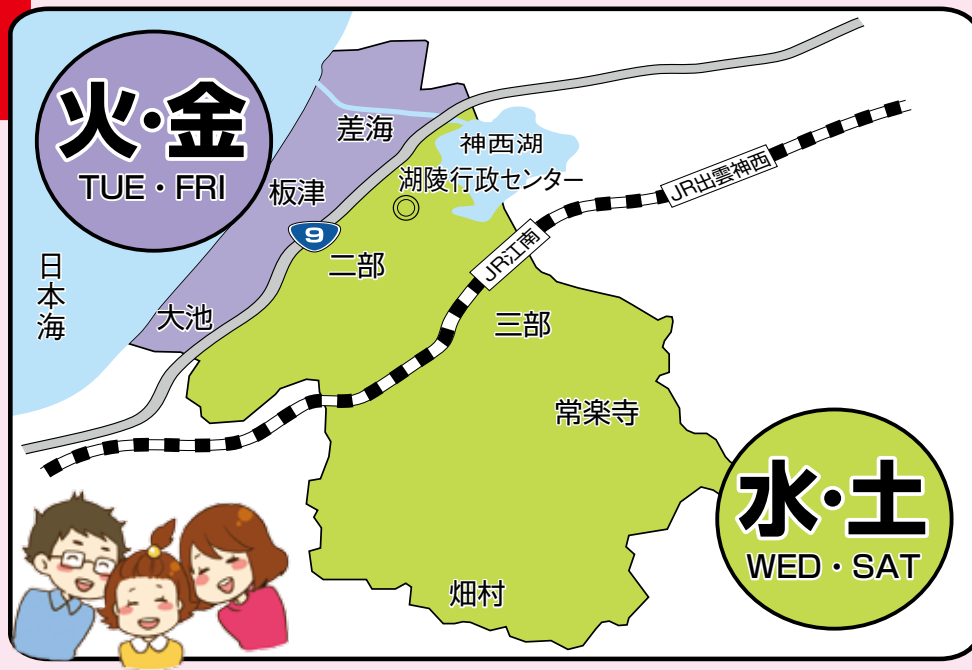 火・金
TUE・FRI
差海
神西湖
湖陵行政センター
JR出雲神西
板津
9
二部
JR江南
日本海
大池
三部
常楽寺
水・土
WED・SAT
畑村